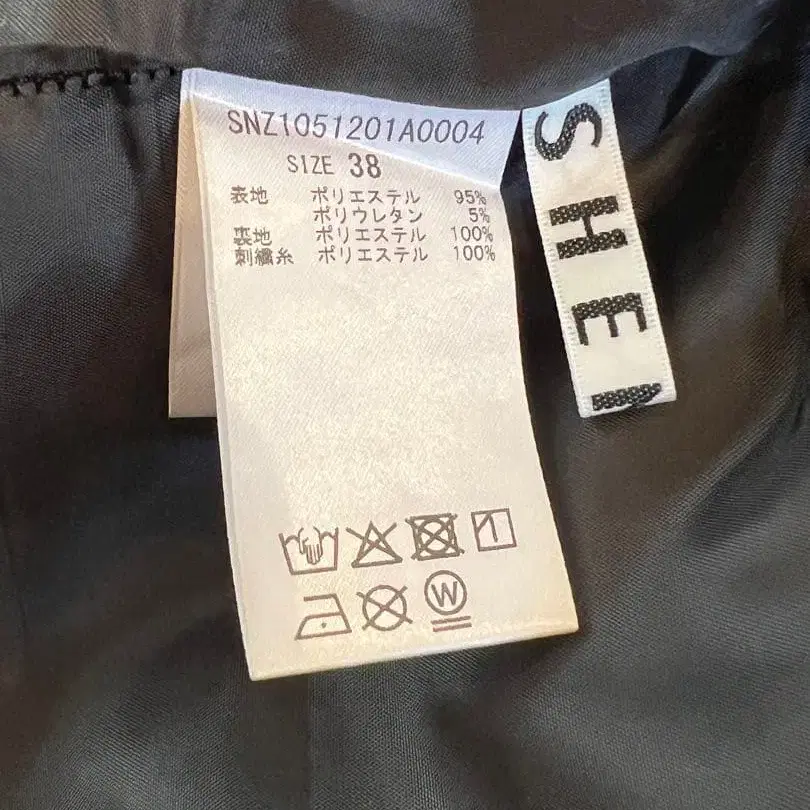 SNZ1051201A0004
SIZE 38
表地 ポリエステル 95%
ポリウレタン 5%
裏地 ポリエステル 100%
刺繍糸 ポリエステル 100%
W
SHE